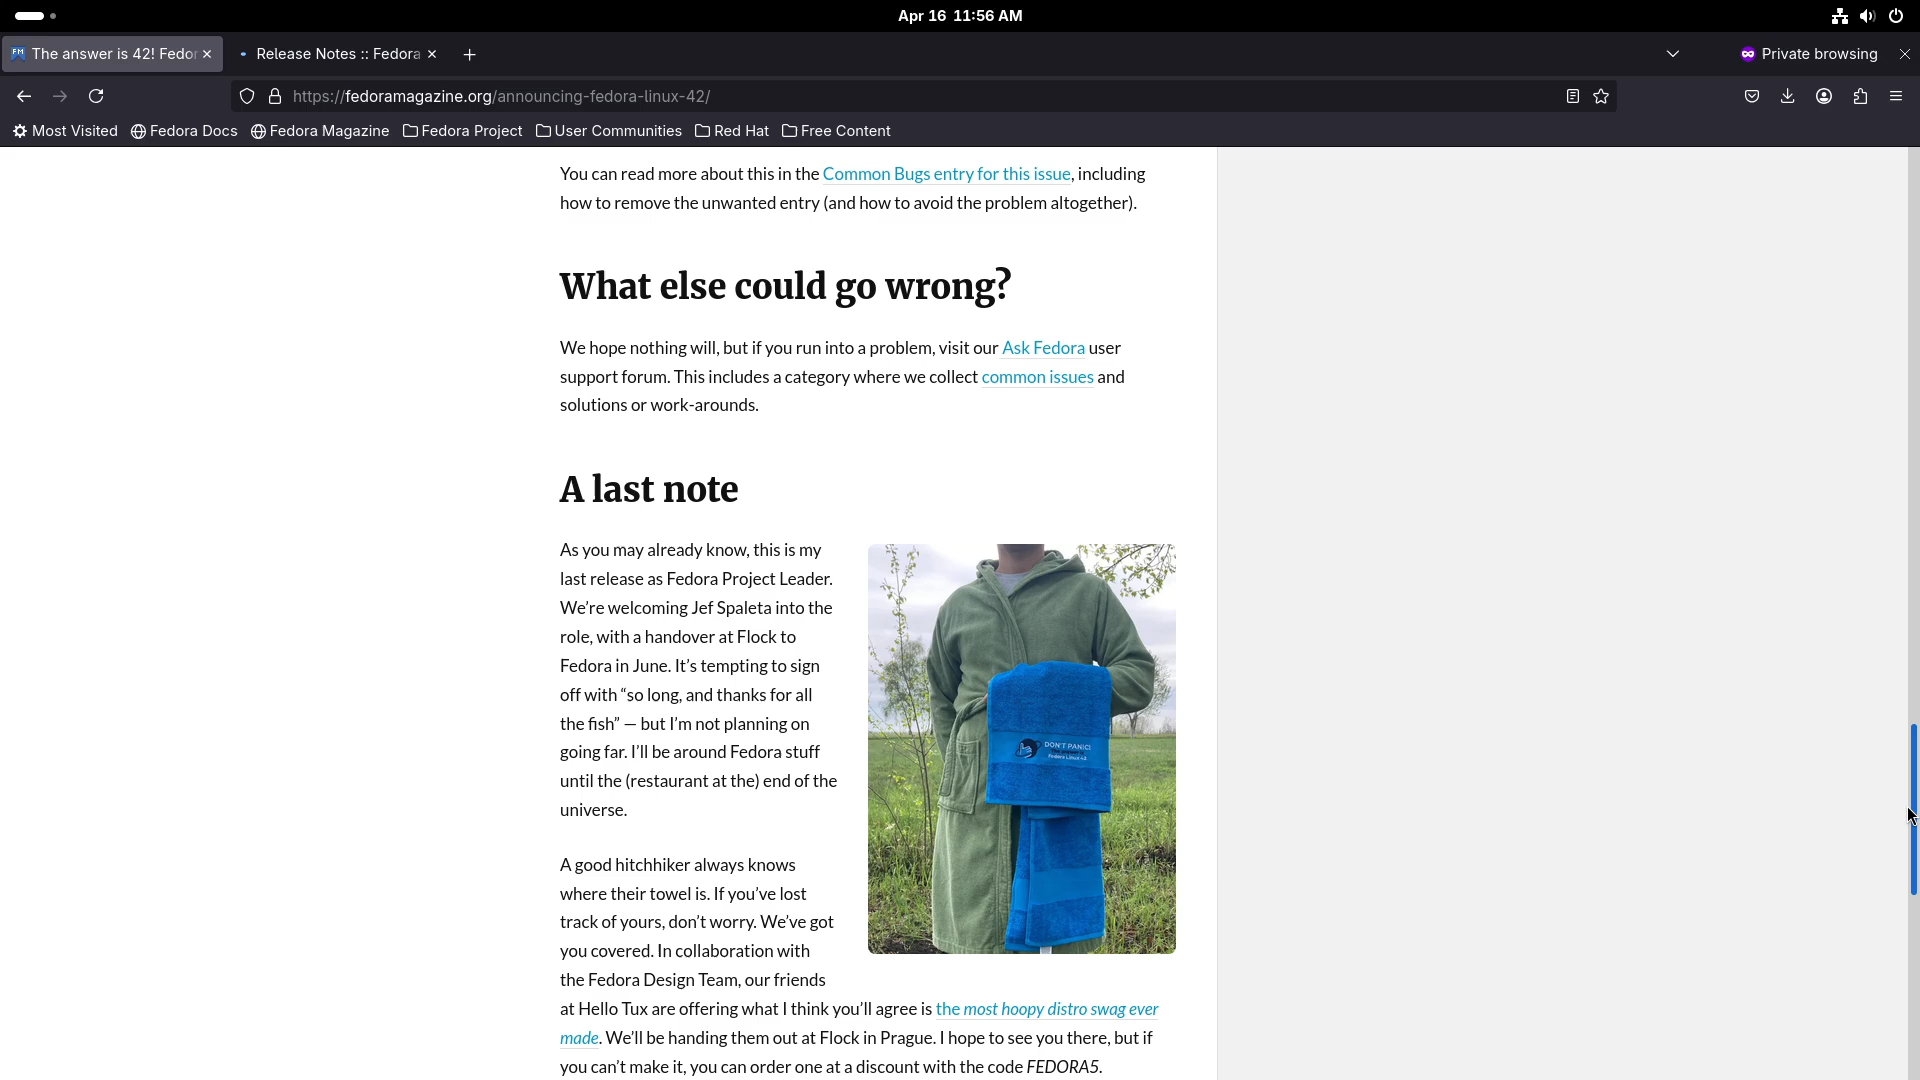 Apr 16 11:56 AM
The answer is 42! Fedor
Release Notes :: Fedora
Private browsing
https://fedoramagazine.org/announcing-fedora-linux-42/
Most Visited
Fedora Docs
Fedora Magazine
Fedora Project
User Communities
Red Hat
Free Content
You can read more about this in the Common Bugs entry for this issue, including
how to remove the unwanted entry (and how to avoid the problem altogether).
What else could go wrong?
We hope nothing will, but if you run into a problem, visit our Ask Fedora user
support forum. This includes a category where we collect common issues and
solutions or work-arounds.
A last note
As you may already know, this is my
last release as Fedora Project Leader.
We’re welcoming Jef Spaleta into the
role, with a handover at Flock to
Fedora in June. It’s tempting to sign
off with “so long, and thanks for all
the fish” — but I’m not planning on
going far. I’ll be around Fedora stuff
until the (restaurant at the) end of the
universe.
DON'T PANIC!
The answer is
Fedora Linux 42
A good hitchhiker always knows
where their towel is. If you’ve lost
track of yours, don’t worry. We’ve got
you covered. In collaboration with
the Fedora Design Team, our friends
at Hello Tux are offering what I think you’ll agree is the most hoopy distro swag ever
made. We’ll be handing them out at Flock in Prague. I hope to see you there, but if
you can’t make it, you can order one at a discount with the code FEDORA5.